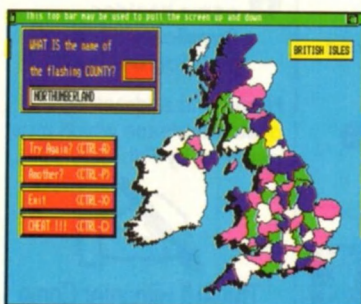 This top bar may be used to pull the screen up and down
WHAT IS the name of
the flashing COUNTY?
NORTHUMBERLAND
BRITISH ISLES
Try Again? (CTRL-A)
Another? (CTRL-P)
Exit (CTRL-X)
CHEAT !!! (CTRL-C)